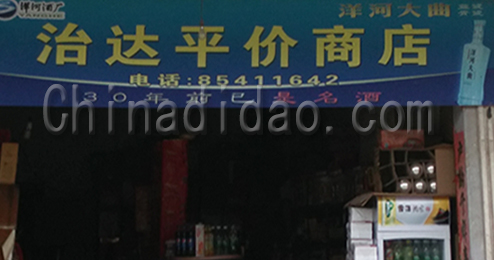 洋河酒厂
洋河大曲
治达平价商店
电话:85411642
30年前已是名酒
Chinadidao.com